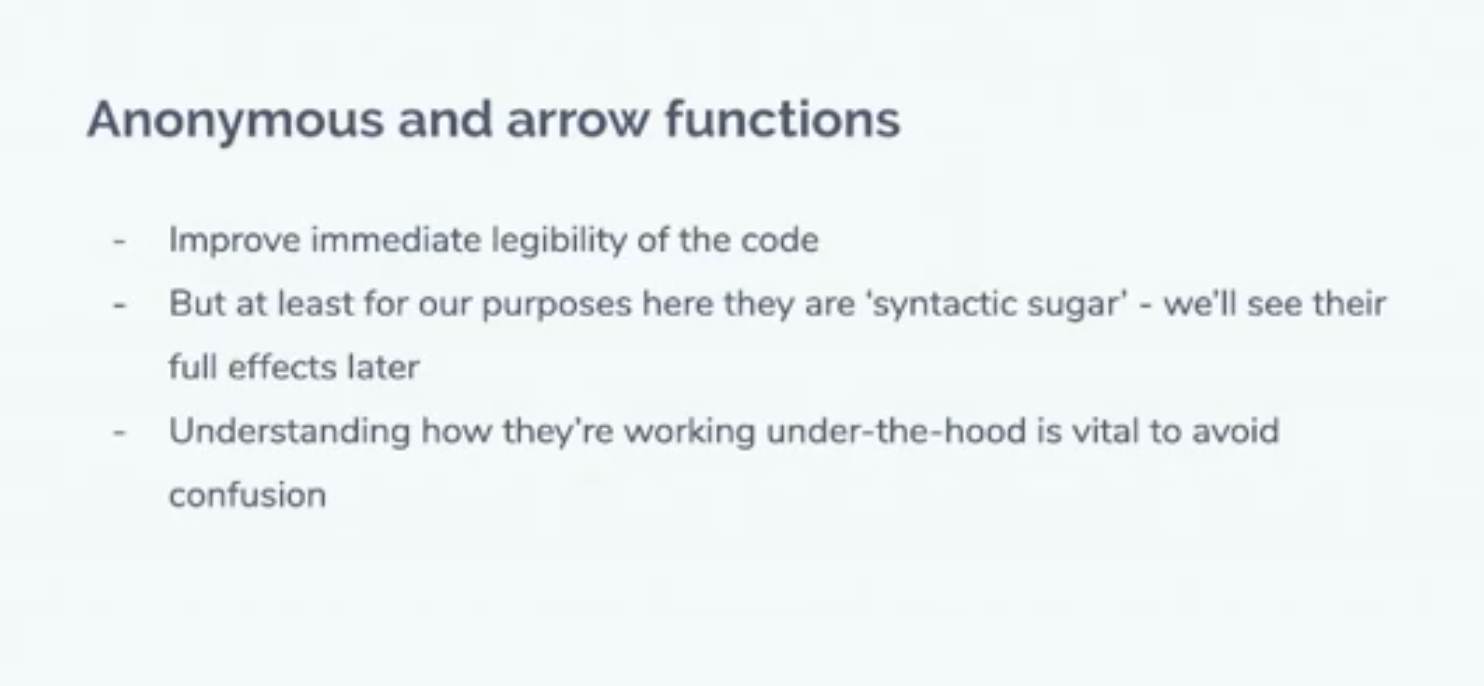 Anonymous and arrow functions
- Improve immediate legibility of the code
- But at least for our purposes here they are ‘syntactic sugar’ - we’ll see their
full effects later
- Understanding how they’re working under-the-hood is vital to avoid
confusion